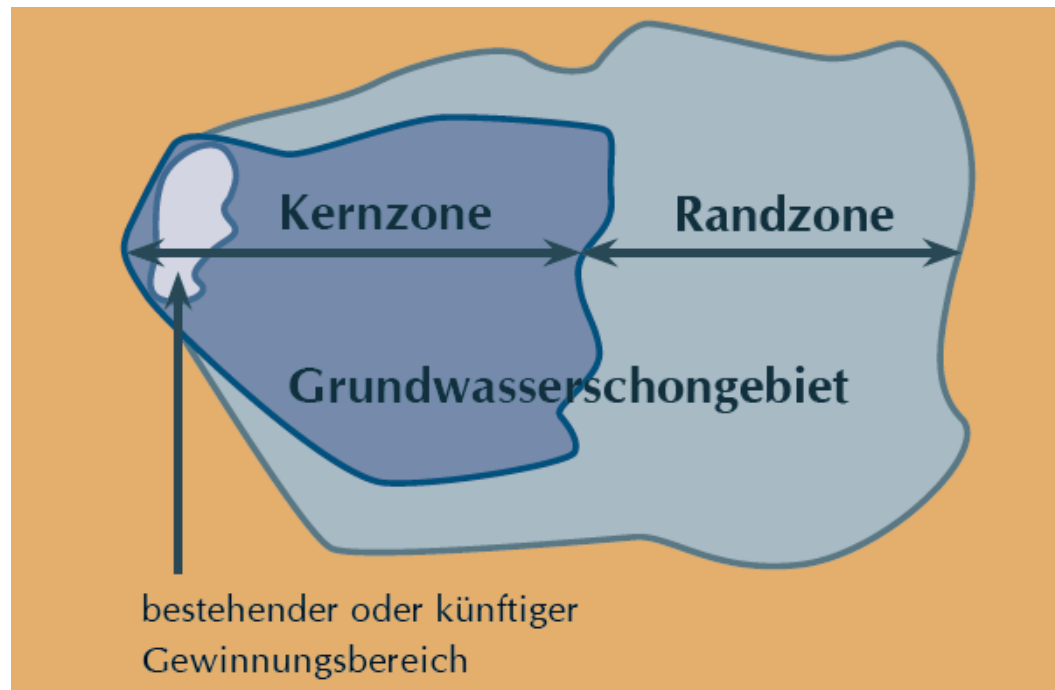 Kernzone
Randzone
Grundwasserschongebiet
bestehender oder künftiger
Gewinnungsbereich